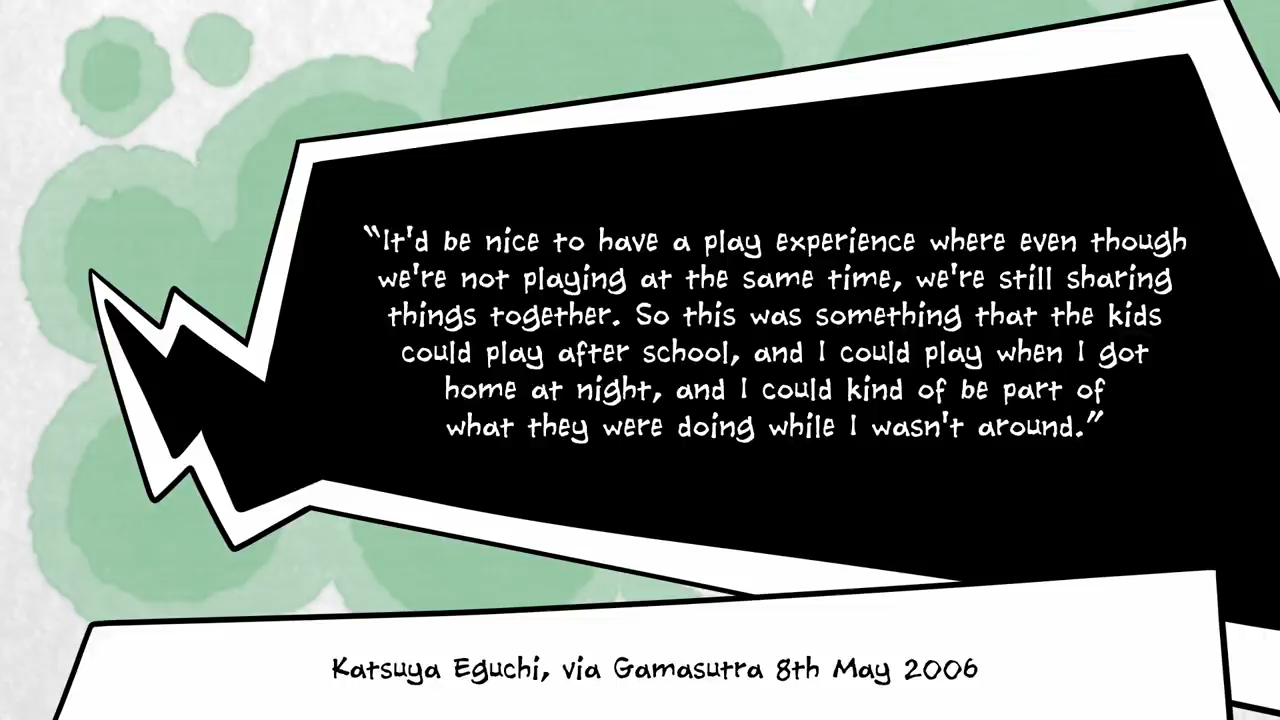 “It'd be nice to have a play experience where even though
we're not playing at the same time, we're still sharing
things together. So this was something that the kids
could play after school, and I could play when I got
home at night, and I could kind of be part of
what they were doing while I wasn't around.”
Katsuya Eguchi, via Gamasutra 8th May 2006